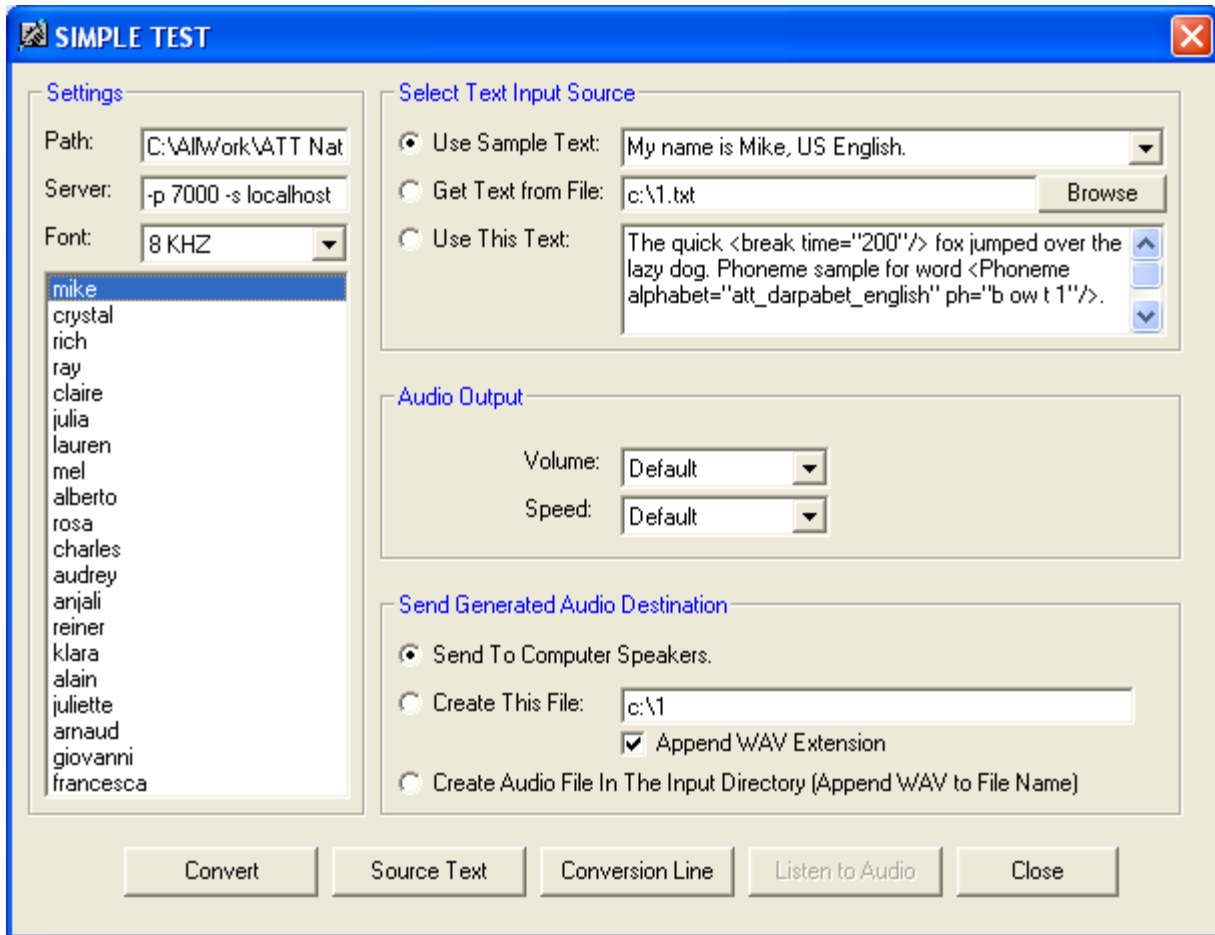 SIMPLE TEST
Settings
Path: C:\AllWork\ATT Nat
Server: -p 7000 -s localhost
Font: 8 KHZ
mike
crystal
rich
ray
claire
julia
lauren
mel
alberto
rosa
charles
audrey
anjali
reiner
klara
alain
juliette
arnaud
giovanni
francesca
Select Text Input Source
Use Sample Text: My name is Mike, US English.
Get Text from File: c:\1.txt Browse
Use This Text: The quick <break time="200"/> fox jumped over the
lazy dog. Phoneme sample for word <Phoneme
alphabet="att_darpabet_english" ph="b ow t 1"/>.
Audio Output
Volume: Default
Speed: Default
Send Generated Audio Destination
Send To Computer Speakers.
Create This File: c:\1
Append WAV Extension
Create Audio File In The Input Directory (Append WAV to File Name)
Convert Source Text Conversion Line Listen to Audio Close